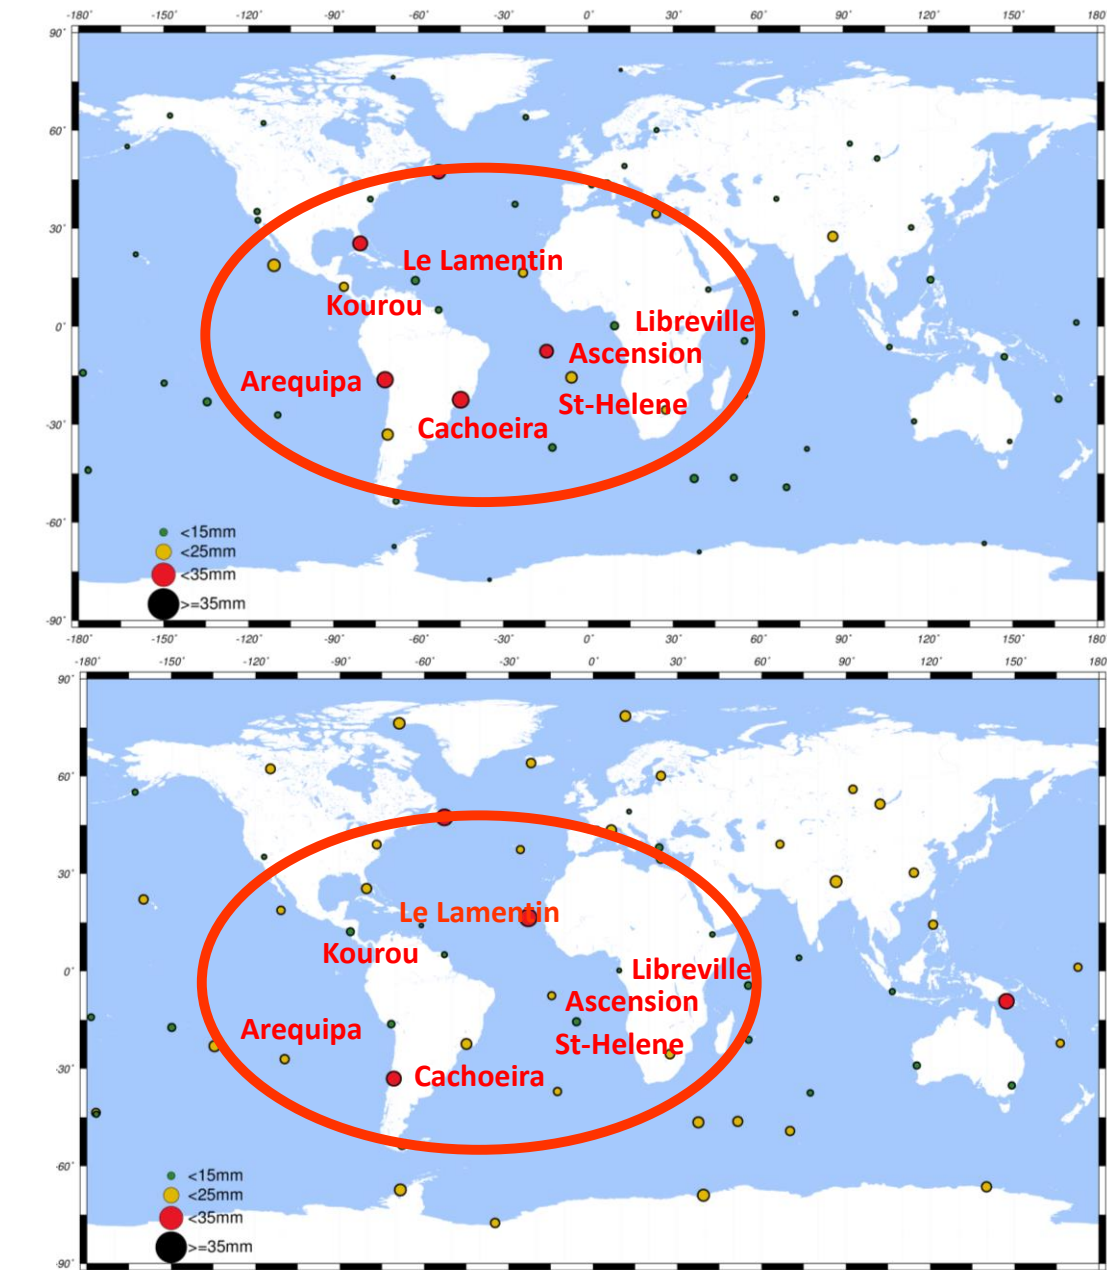 -180° -150° -120° -90° -60° -30° 0° 30° 60° 90° 120° 150° 180
90°
60°
30°
0°
-30°
-60°
-90°
Le Lamentin
Kourou
Libreville
Ascension
Arequipa
St-Helene
Cachoeira
<15mm
<25mm
<35mm
>=35mm
-180° -150° -120° -90° -60° -30° 0° 30° 60° 90° 120° 150° 180
-180° -150° -120° -90° -60° -30° 0° 30° 60° 90° 120° 150° 180
90°
60°
30°
0°
-30°
-60°
-90°
Le Lamentin
Kourou
Libreville
Ascension
Arequipa
St-Helene
Cachoeira
<15mm
<25mm
<35mm
>=35mm